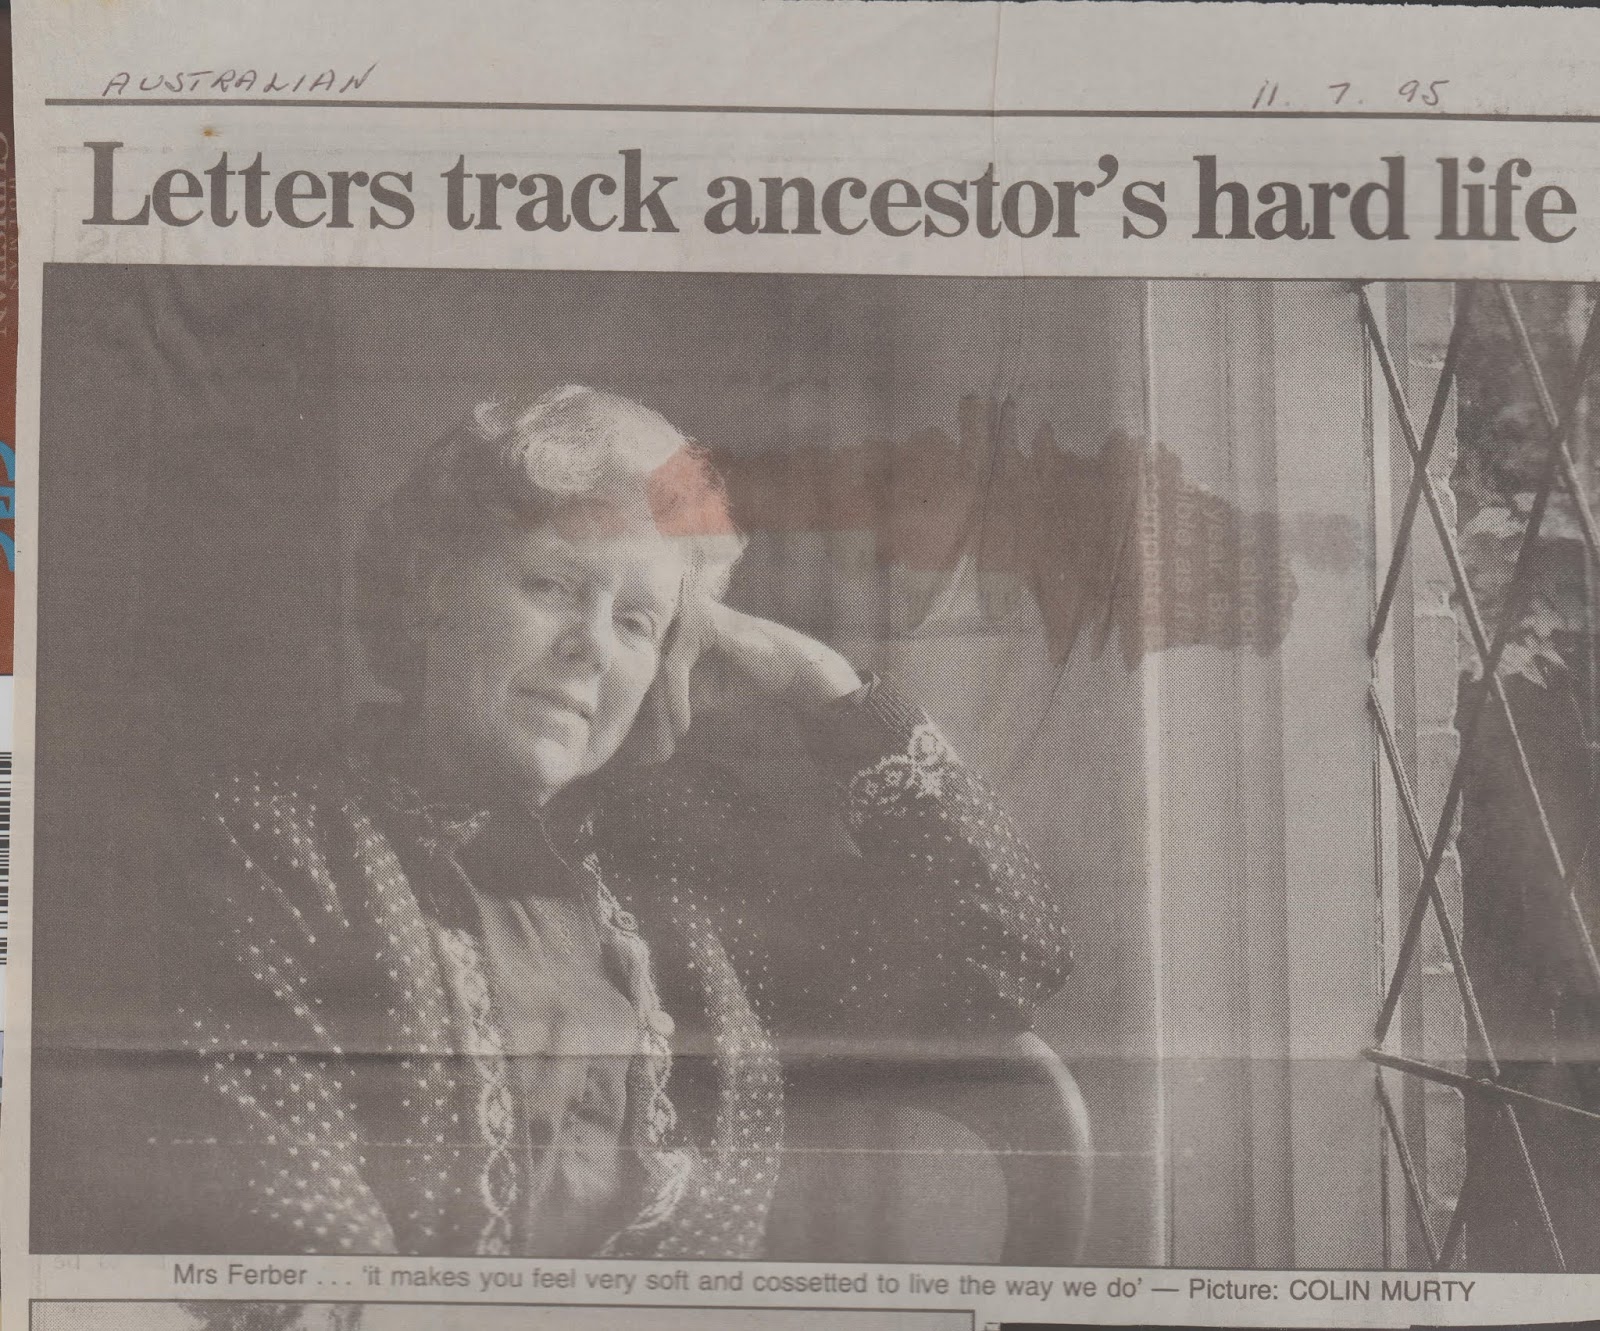 AUSTRALIAN 11. 7. 95
Letters track ancestor's hard life
Mrs Ferber . . . 'it makes you feel very soft and cossetted to live the way we do' — Picture: COLIN MURTY